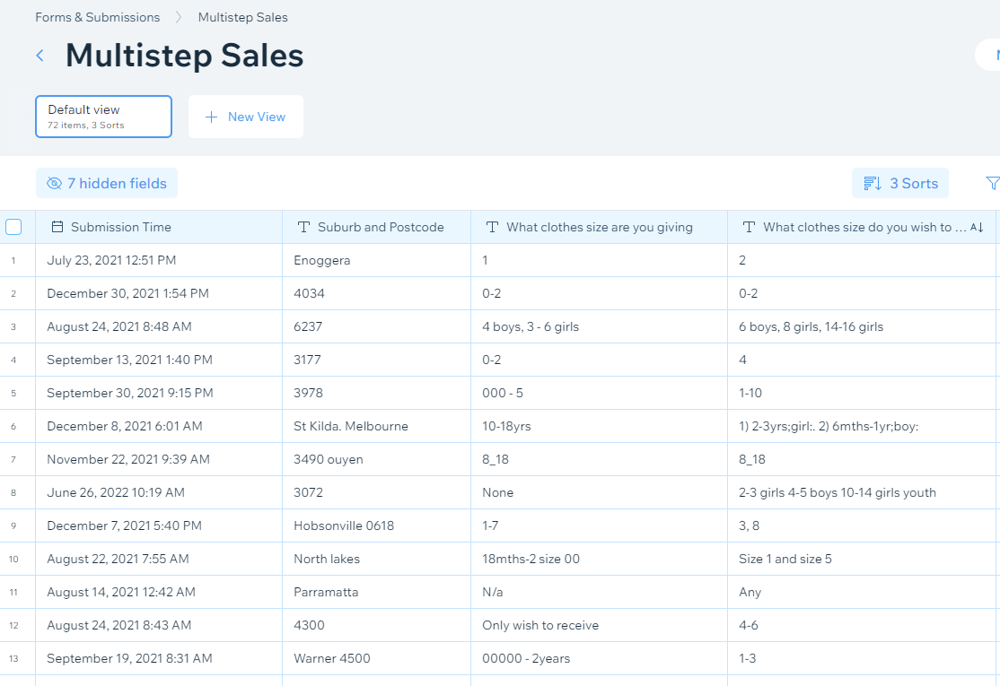 Forms & Submissions > Multistep Sales
Multistep Sales
Default view
72 items, 3 Sorts
+ New View
7 hidden fields
3 Sorts
Submission Time Suburb and Postcode What clothes size are you giving What clothes size do you wish to ...
1 July 23, 2021 12:51 PM Enoggera 1 2
2 December 30, 2021 1:54 PM 4034 0-2 0-2
3 August 24, 2021 8:48 AM 6237 4 boys, 3 - 6 girls 6 boys, 8 girls, 14-16 girls
4 September 13, 2021 1:40 PM 3177 0-2 4
5 September 30, 2021 9:15 PM 3978 000 - 5 1-10
6 December 8, 2021 6:01 AM St Kilda. Melbourne 10-18yrs 1) 2-3yrs;girl:. 2) 6mths-1yr;boy:
7 November 22, 2021 9:39 AM 3490 ouyen 8_18 8_18
8 June 26, 2022 10:19 AM 3072 None 2-3 girls 4-5 boys 10-14 girls youth
9 December 7, 2021 5:40 PM Hobsonville 0618 1-7 3, 8
10 August 22, 2021 7:55 AM North lakes 18mths-2 size 00 Size 1 and size 5
11 August 14, 2021 12:42 AM Parramatta N/a Any
12 August 24, 2021 8:43 AM 4300 Only wish to receive 4-6
13 September 19, 2021 8:31 AM Warner 4500 00000 - 2years 1-3